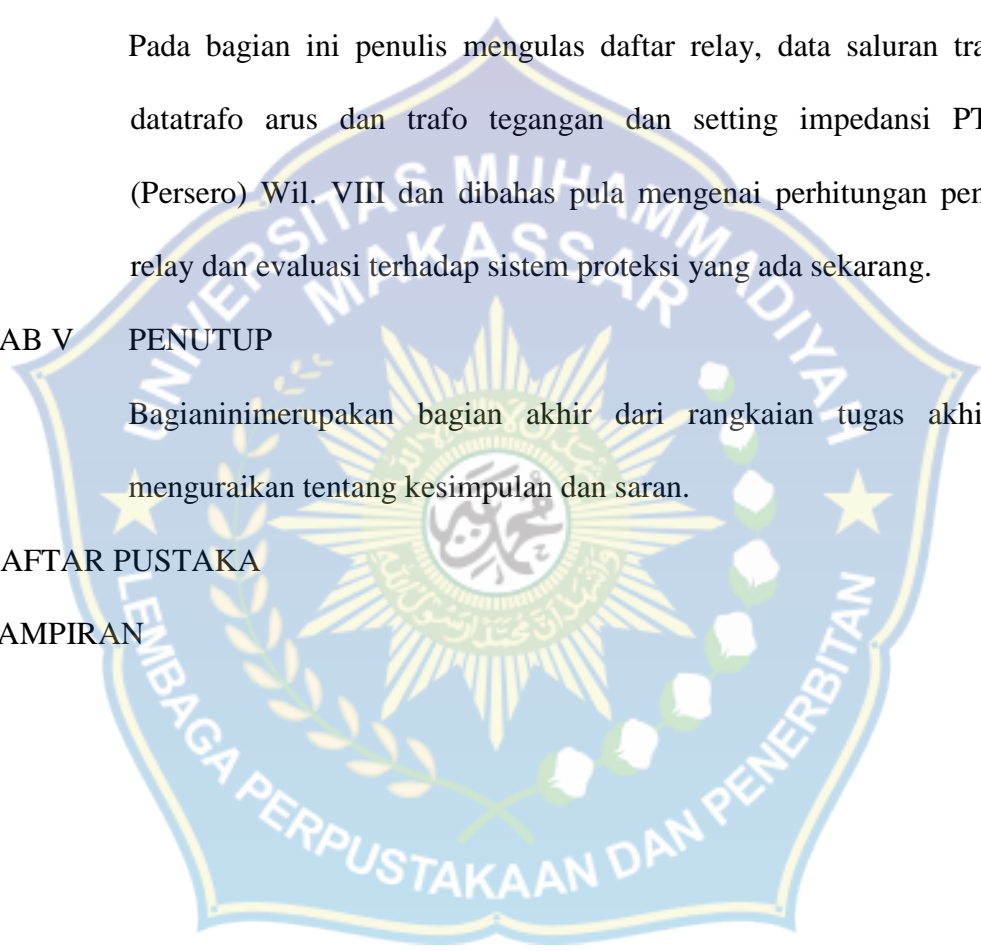 Pada bagian ini penulis mengulas daftar relay, data saluran tra
datatrafo arus dan trafo tegangan dan setting impedansi PT
(Persero) Wil. VIII dan dibahas pula mengenai perhitungan pen
relay dan evaluasi terhadap sistem proteksi yang ada sekarang.
AB V PENUTUP
Bagianinimerupakan bagian akhir dari rangkaian tugas akhi
menguraikan tentang kesimpulan dan saran.
AFTAR PUSTAKA
AMPIRAN
UNIVERSITAS MUHAMMADIYAH
MAKASSAR
LEMBAGA PERPUSTAKAAN DAN PENERBITAN